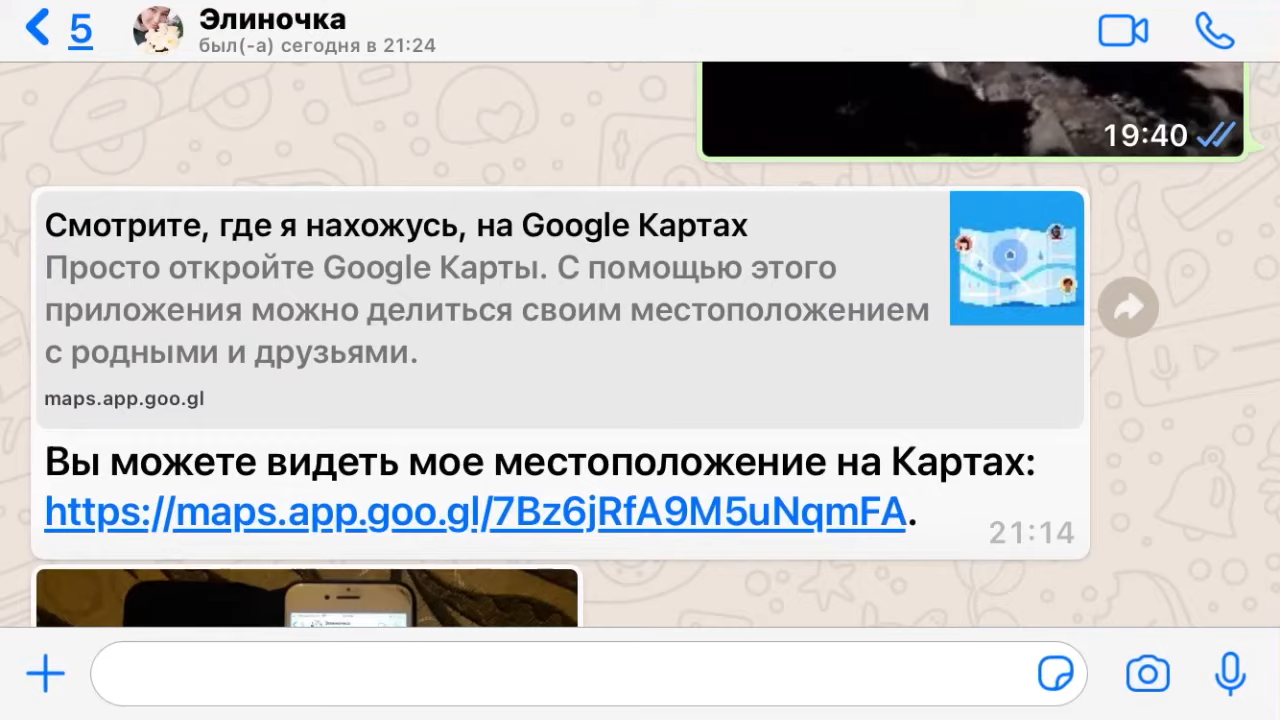 5
Элиночка
был(-а) сегодня в 21:24
19:40
Смотрите, где я нахожусь, на Google Картах
Просто откройте Google Карты. С помощью этого
приложения можно делиться своим местоположением
с родными и друзьями.
maps.app.goo.gl
Вы можете видеть мое местоположение на Картах:
https://maps.app.goo.gl/7Bz6jRfA9M5uNqmFA.
21:14